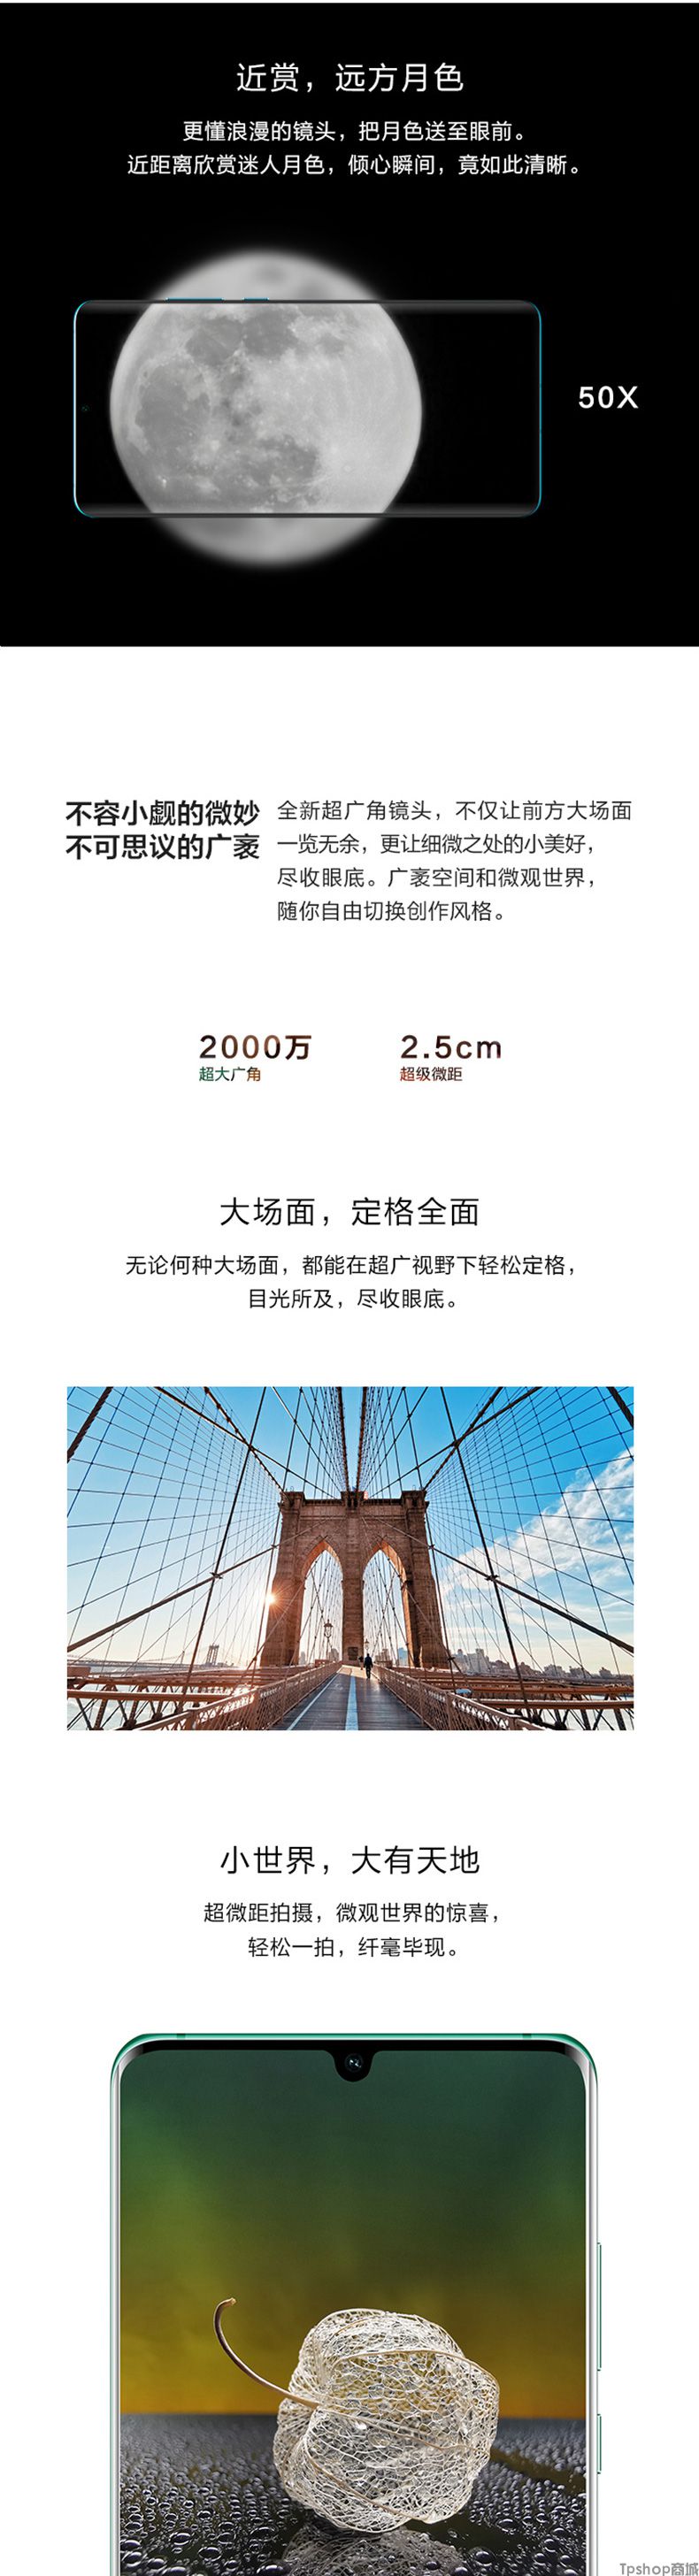 近赏，远方月色
更懂浪漫的镜头，把月色送至眼前。
近距离欣赏迷人月色，倾心瞬间，竟如此清晰。
50X
不容小觑的微妙
不可思议的广袤
全新超广角镜头，不仅让前方大场面
一览无余，更让细微之处的小美好，
尽收眼底。广袤空间和微观世界，
随你自由切换创作风格。
2000万
超大广角
2.5cm
超级微距
大场面，定格全面
无论何种大场面，都能在超广视野下轻松定格，
目光所及，尽收眼底。
小世界，大有天地
超微距拍摄，微观世界的惊喜，
轻松一拍，纤毫毕现。
Tpshop商城